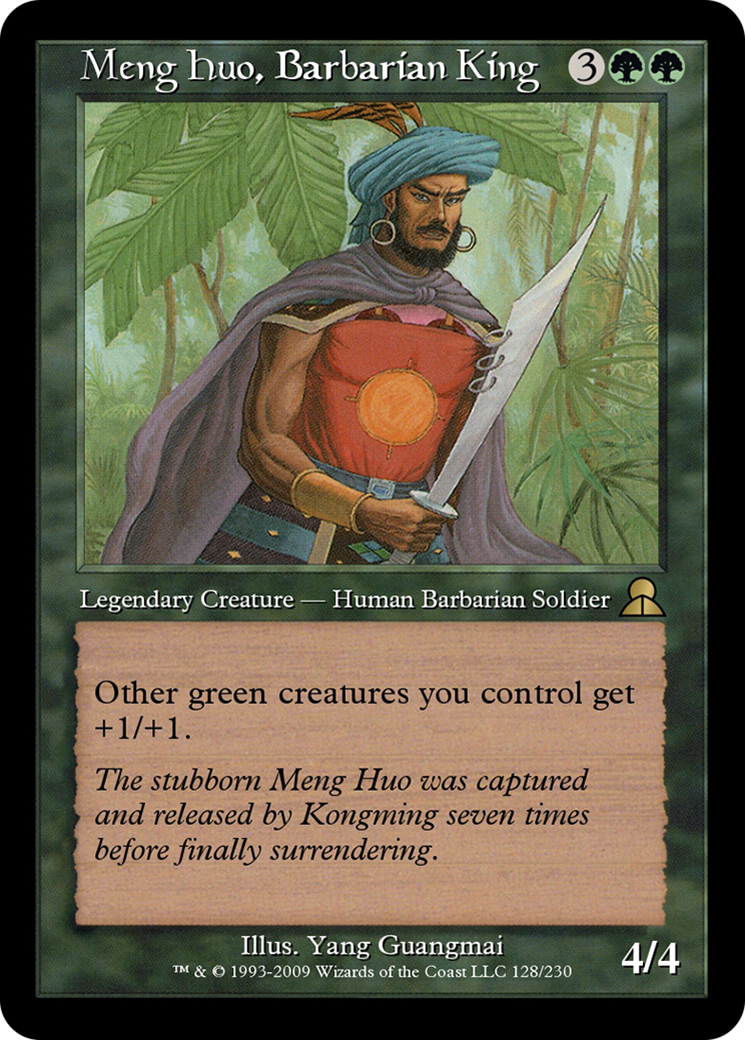 Meng Huo, Barbarian King 3
Legendary Creature — Human Barbarian Soldier
Other green creatures you control get
+1/+1.
The stubborn Meng Huo was captured
and released by Kongming seven times
before finally surrendering.
Illus. Yang Guangmai
™ & © 1993-2009 Wizards of the Coast LLC 128/230
4/4